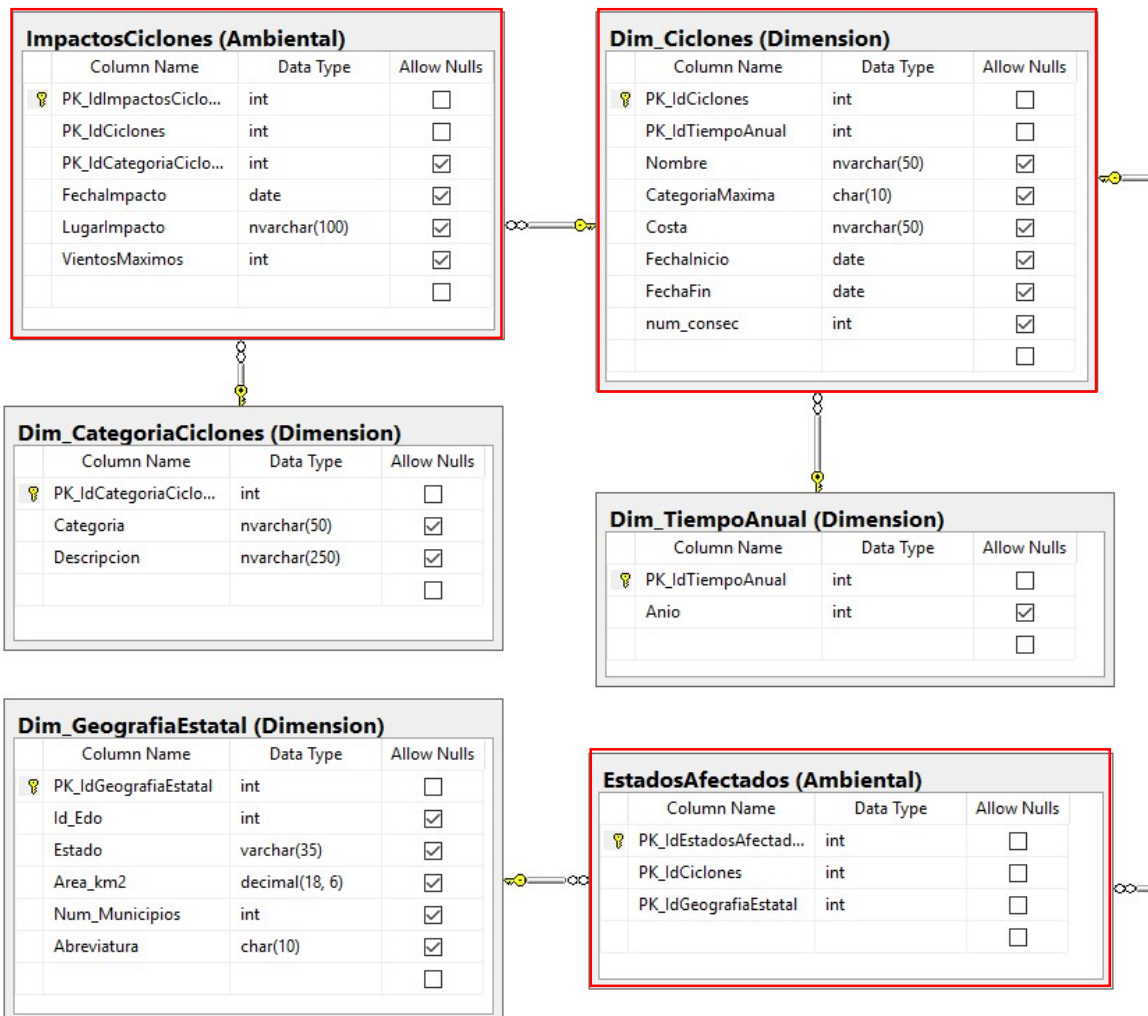 ImpactosCiclones (Ambiental)
Column Name Data Type Allow Nulls
PK_IdImpactosCiclo... int
PK_IdCiclones int
PK_IdCategoriaCiclo... int
FechaImpacto date
LugarImpacto nvarchar(100)
VientosMaximos int
Dim_Ciclones (Dimension)
Column Name Data Type Allow Nulls
PK_IdCiclones int
PK_IdTiempoAnual int
Nombre nvarchar(50)
CategoriaMaxima char(10)
Costa nvarchar(50)
FechaInicio date
FechaFin date
num_consec int
Dim_CategoriaCiclones (Dimension)
Column Name Data Type Allow Nulls
PK_IdCategoriaCiclo... int
Categoria nvarchar(50)
Descripcion nvarchar(250)
Dim_TiempoAnual (Dimension)
Column Name Data Type Allow Nulls
PK_IdTiempoAnual int
Anio int
Dim_GeografiaEstatal (Dimension)
Column Name Data Type Allow Nulls
PK_IdGeografiaEstatal int
Id_Edo int
Estado varchar(35)
Area_km2 decimal(18, 6)
Num_Municipios int
Abreviatura char(10)
EstadosAfectados (Ambiental)
Column Name Data Type Allow Nulls
PK_IdEstadosAfectad... int
PK_IdCiclones int
PK_IdGeografiaEstatal int